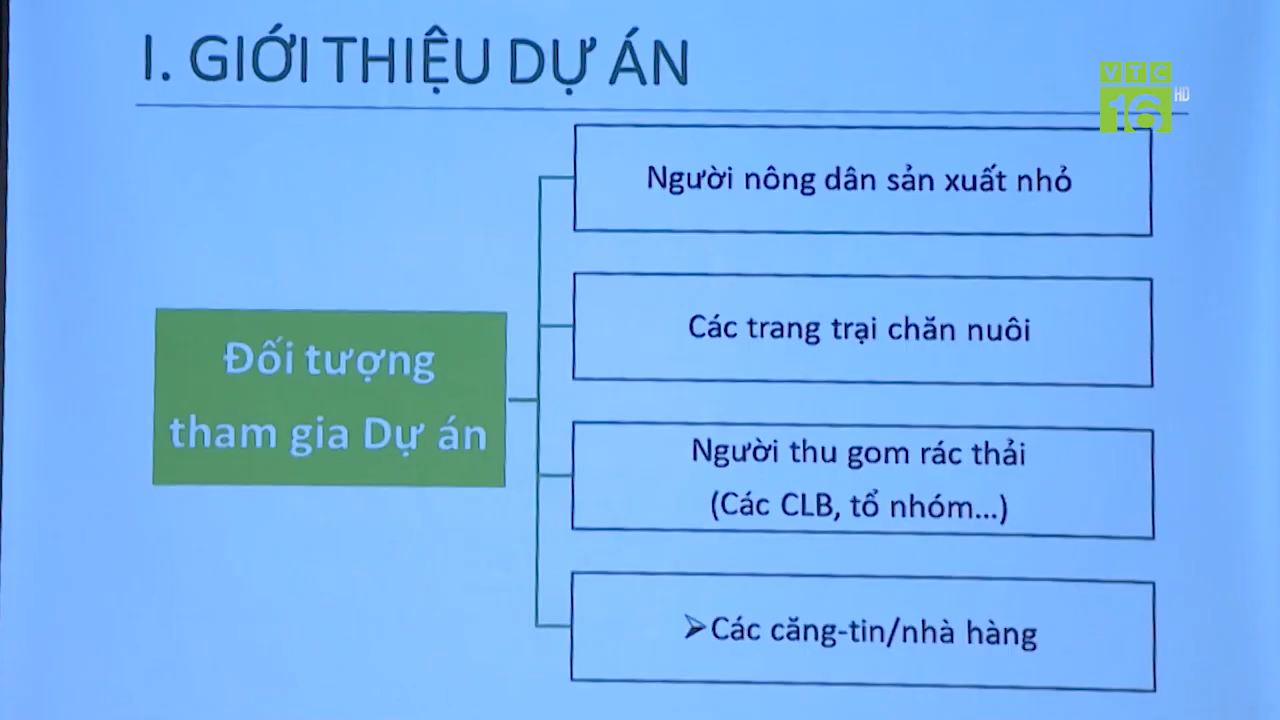 I. GIỚI THIỆU DỰ ÁN
VTC
16
HD
Người nông dân sản xuất nhỏ
Các trang trại chăn nuôi
Đối tượng
tham gia Dự án
Người thu gom rác thải
(Các CLB, tổ nhóm...)
➢Các căng-tin/nhà hàng